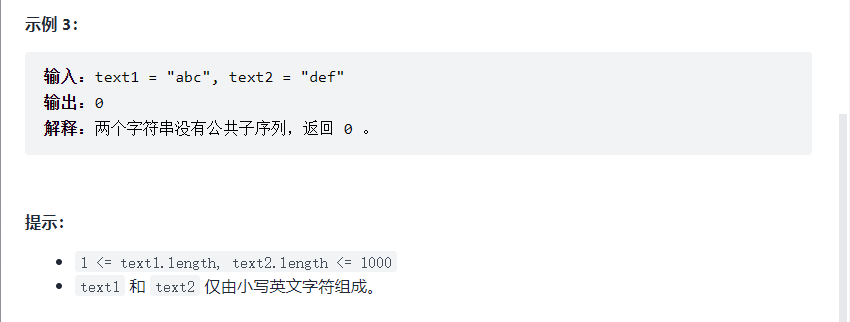 示例 3：
输入：text1 = "abc", text2 = "def"
输出：0
解释：两个字符串没有公共子序列，返回 0 。
提示：
1 <= text1.length, text2.length <= 1000
text1 和 text2 仅由小写英文字符组成。